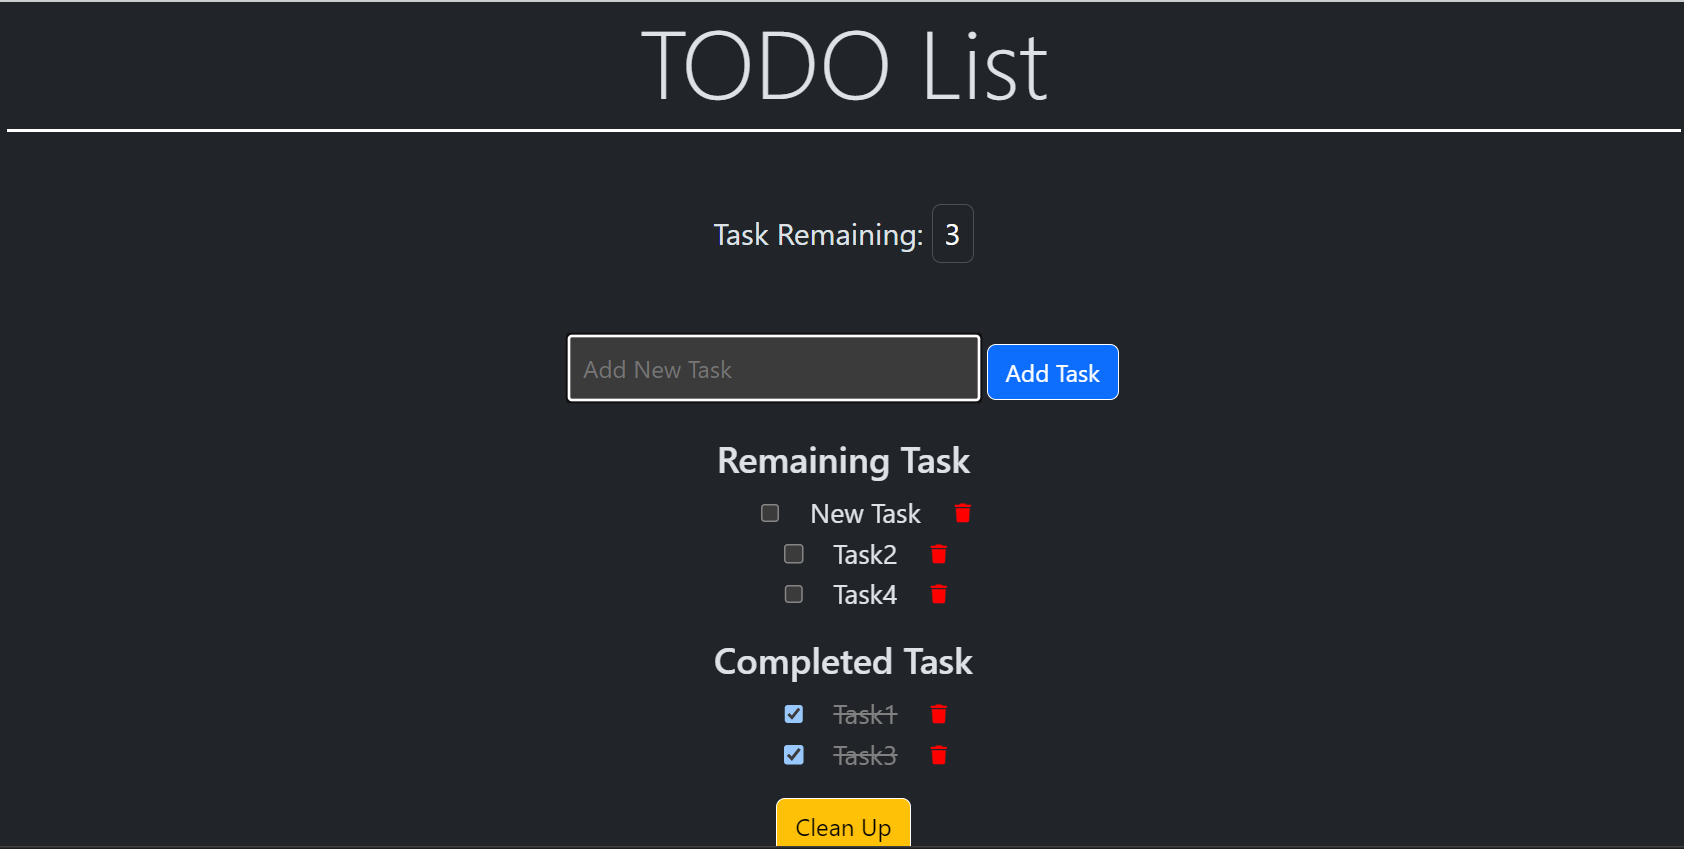 TODO List
Task Remaining: 3
Add New Task Add Task
Remaining Task
New Task
Task2
Task4
Completed Task
Task1
Task3
Clean Up